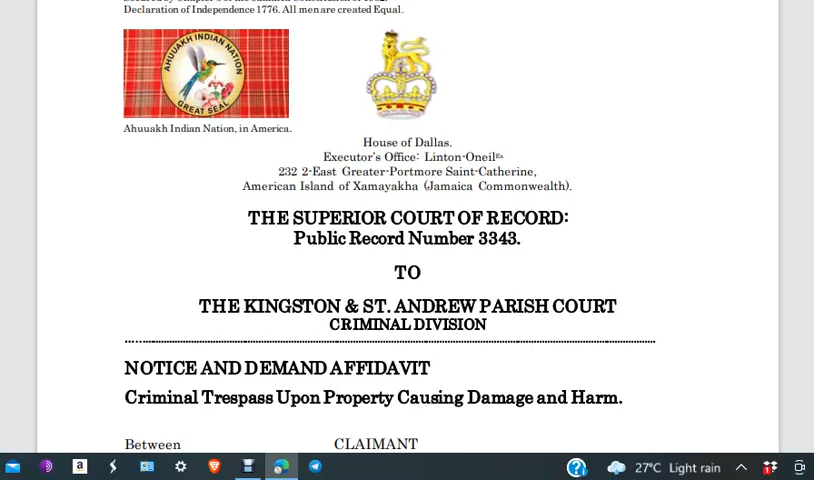 Declaration of Independence 1776. All men are created Equal.
AHUUAKH INDIAN NATION
GREAT SEAL
Ahuuakh Indian Nation, in America.
House of Dallas.
Executor's Office: Linton-Oneil
232 2-East Greater-Portmore Saint-Catherine,
American Island of Xamayakha (Jamaica Commonwealth).
THE SUPERIOR COURT OF RECORD:
Public Record Number 3343.
TO
THE KINGSTON & ST. ANDREW PARISH COURT
CRIMINAL DIVISION
NOTICE AND DEMAND AFFIDAVIT
Criminal Trespass Upon Property Causing Damage and Harm.
Between CLAIMANT
27°C Light rain